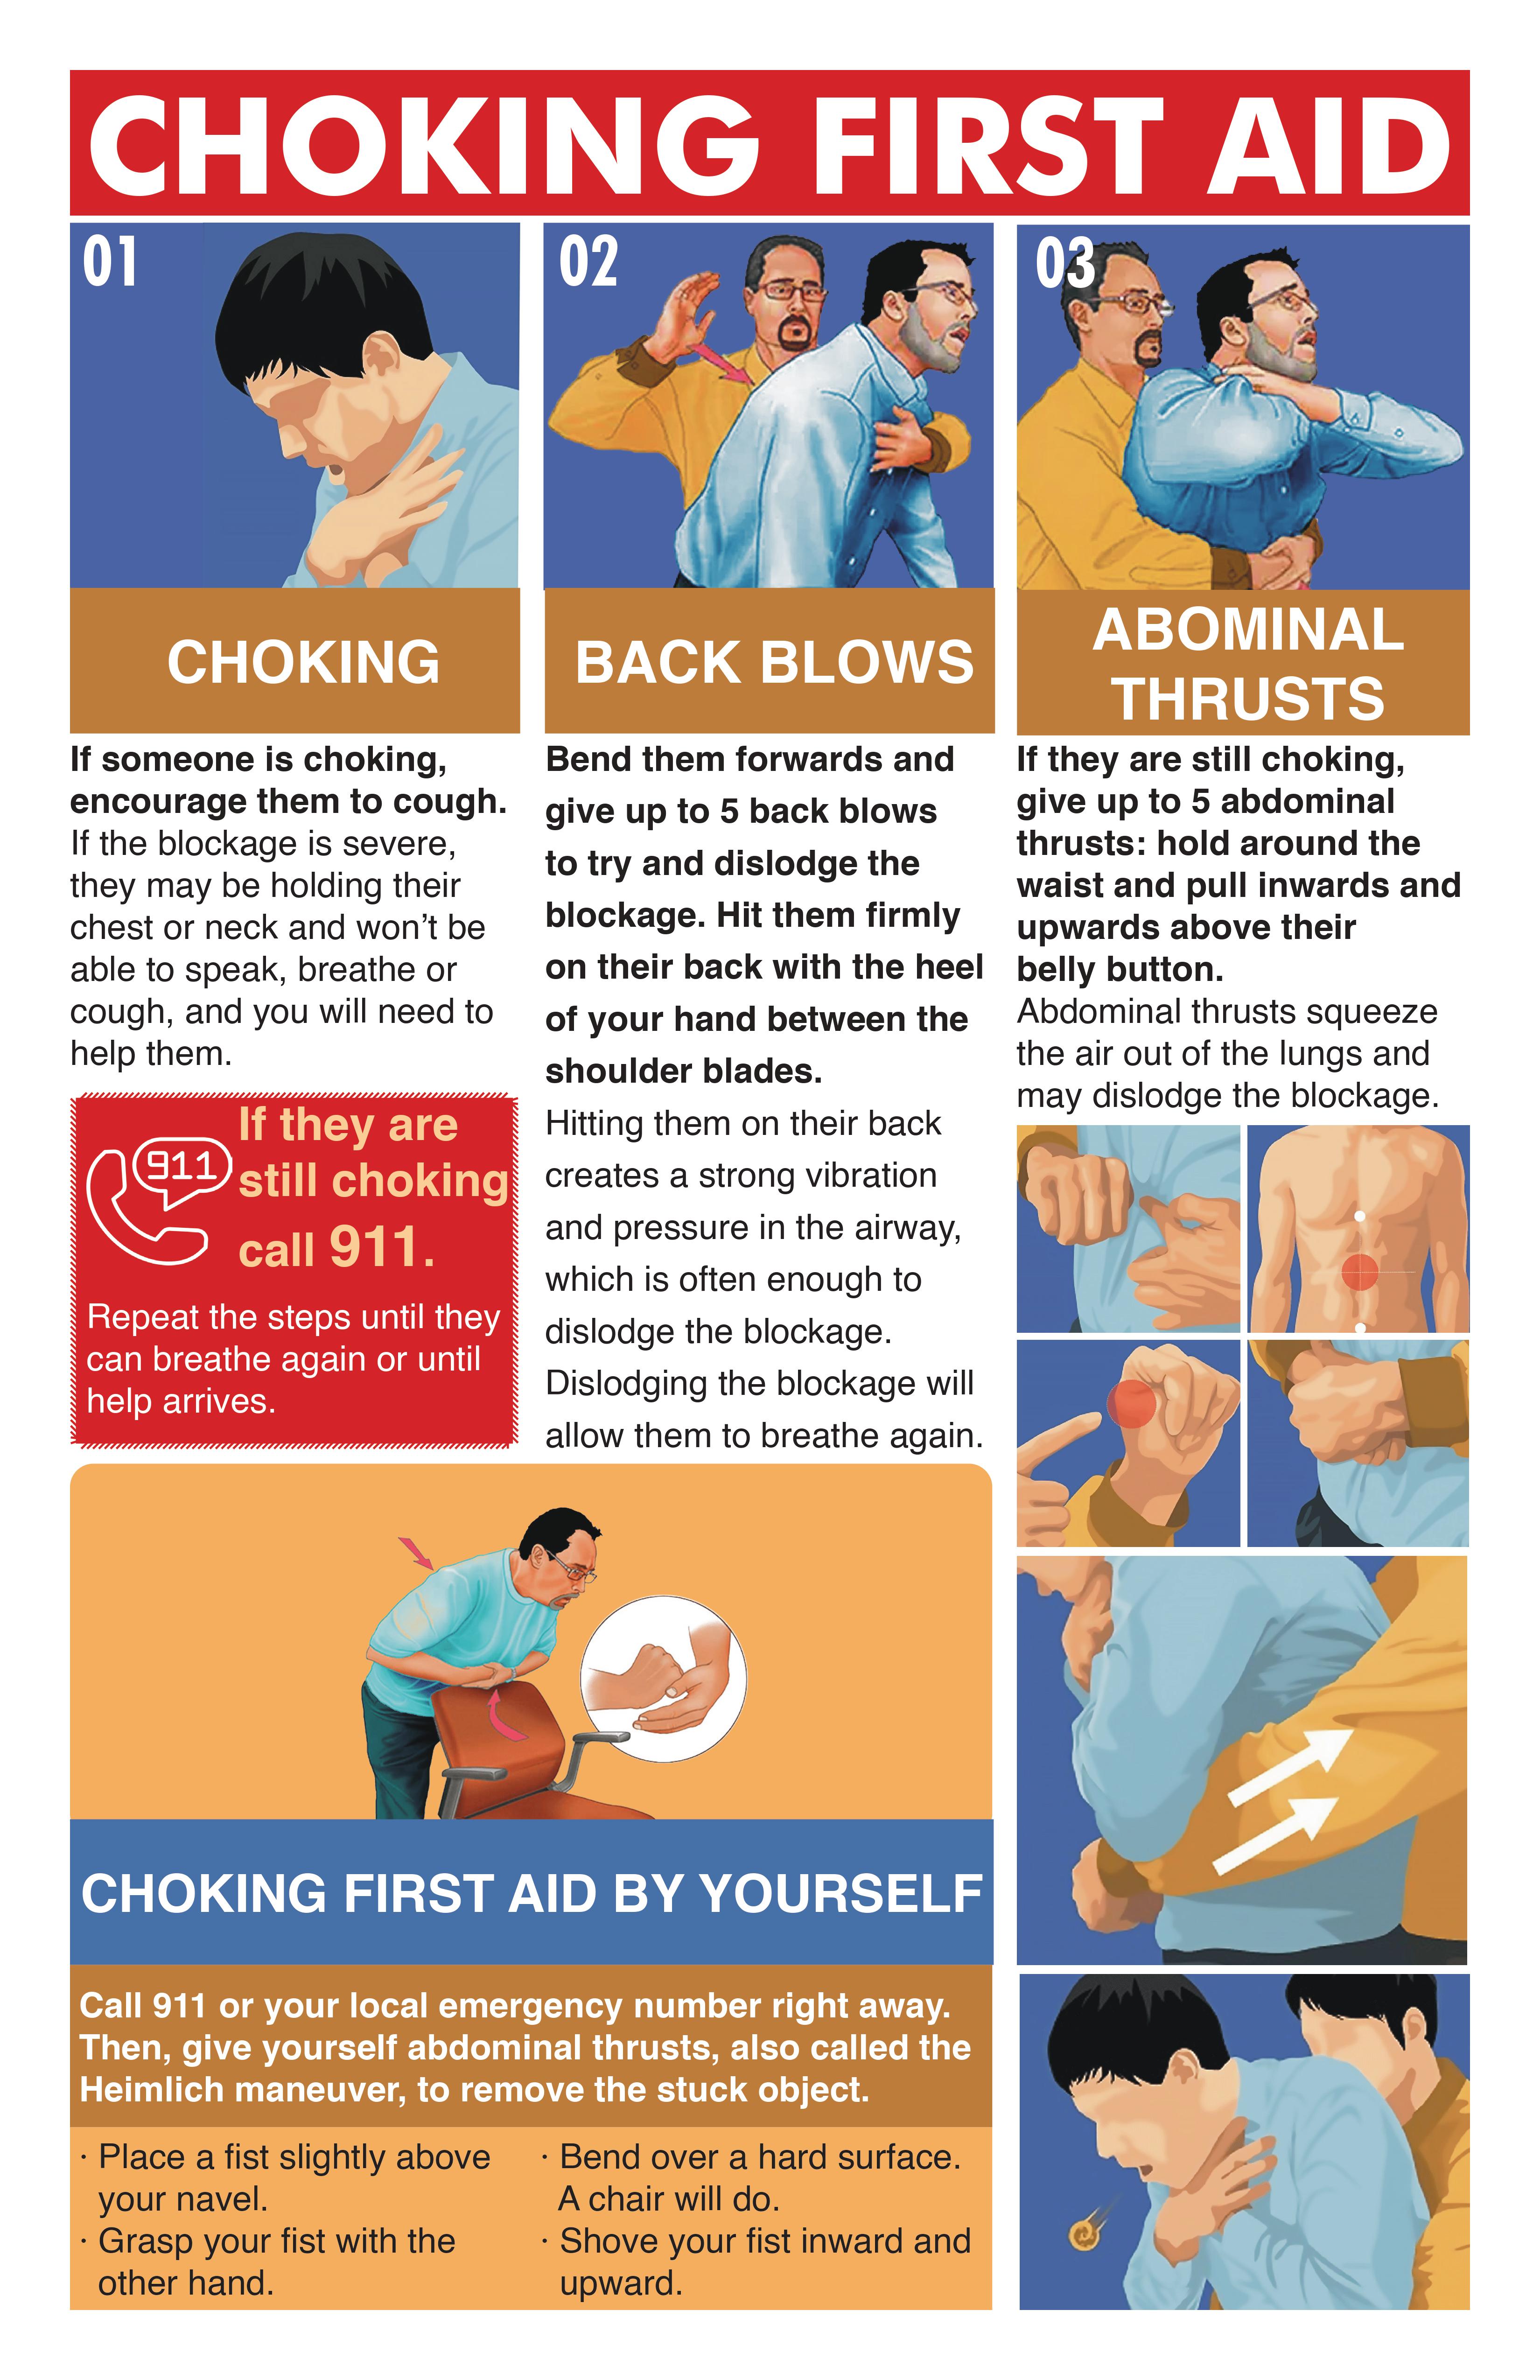 CHOKING FIRST AID
01
CHOKING
If someone is choking,
encourage them to cough.
If the blockage is severe,
they may be holding their
chest or neck and won't be
able to speak, breathe or
cough, and you will need to
help them.
911
If they are
still choking
call 911.
Repeat the steps until they
can breathe again or until
help arrives.
02
BACK BLOWS
Bend them forwards and
give up to 5 back blows
to try and dislodge the
blockage. Hit them firmly
on their back with the heel
of your hand between the
shoulder blades.
Hitting them on their back
creates a strong vibration
and pressure in the airway,
which is often enough to
dislodge the blockage.
Dislodging the blockage will
allow them to breathe again.
03
ABOMINAL
THRUSTS
If they are still choking,
give up to 5 abdominal
thrusts: hold around the
waist and pull inwards and
upwards above their
belly button.
Abdominal thrusts squeeze
the air out of the lungs and
may dislodge the blockage.
CHOKING FIRST AID BY YOURSELF
Call 911 or your local emergency number right away.
Then, give yourself abdominal thrusts, also called the
Heimlich maneuver, to remove the stuck object.
· Place a fist slightly above
your navel.
· Grasp your fist with the
other hand.
· Bend over a hard surface.
A chair will do.
· Shove your fist inward and
upward.